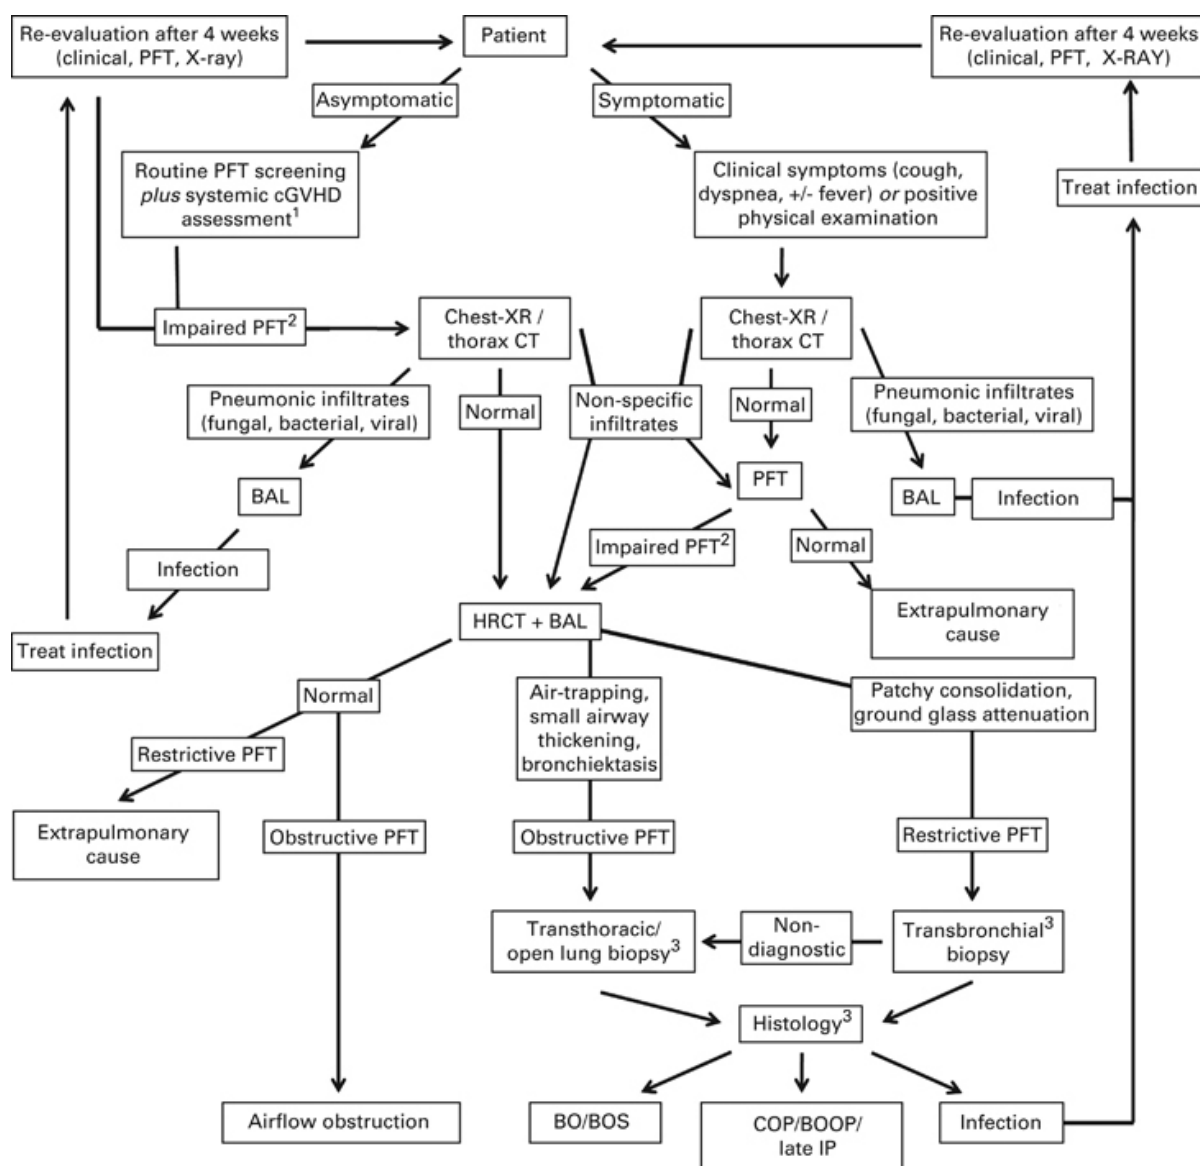 Re-evaluation after 4 weeks
(clinical, PFT, X-ray)
Patient
Re-evaluation after 4 weeks
(clinical, PFT, X-RAY)
Asymptomatic
Symptomatic
Routine PFT screening
plus systemic cGVHD
assessment1
Clinical symptoms (cough,
dyspnea, +/- fever) or positive
physical examination
Treat infection
Impaired PFT2
Chest-XR /
thorax CT
Chest-XR /
thorax CT
Pneumonic infiltrates
(fungal, bacterial, viral)
Normal
Non-specific
infiltrates
Normal
Pneumonic infiltrates
(fungal, bacterial, viral)
BAL
PFT
BAL
Infection
Impaired PFT2
Normal
Infection
Treat infection
HRCT + BAL
Extrapulmonary
cause
Normal
Air-trapping,
small airway
thickening,
bronchiektasis
Patchy consolidation,
ground glass attenuation
Restrictive PFT
Extrapulmonary
cause
Obstructive PFT
Obstructive PFT
Restrictive PFT
Transthoracic/
open lung biopsy3
Non-
diagnostic
Transbronchial3
biopsy
Histology3
Airflow obstruction
BO/BOS
COP/BOOP/
late IP
Infection